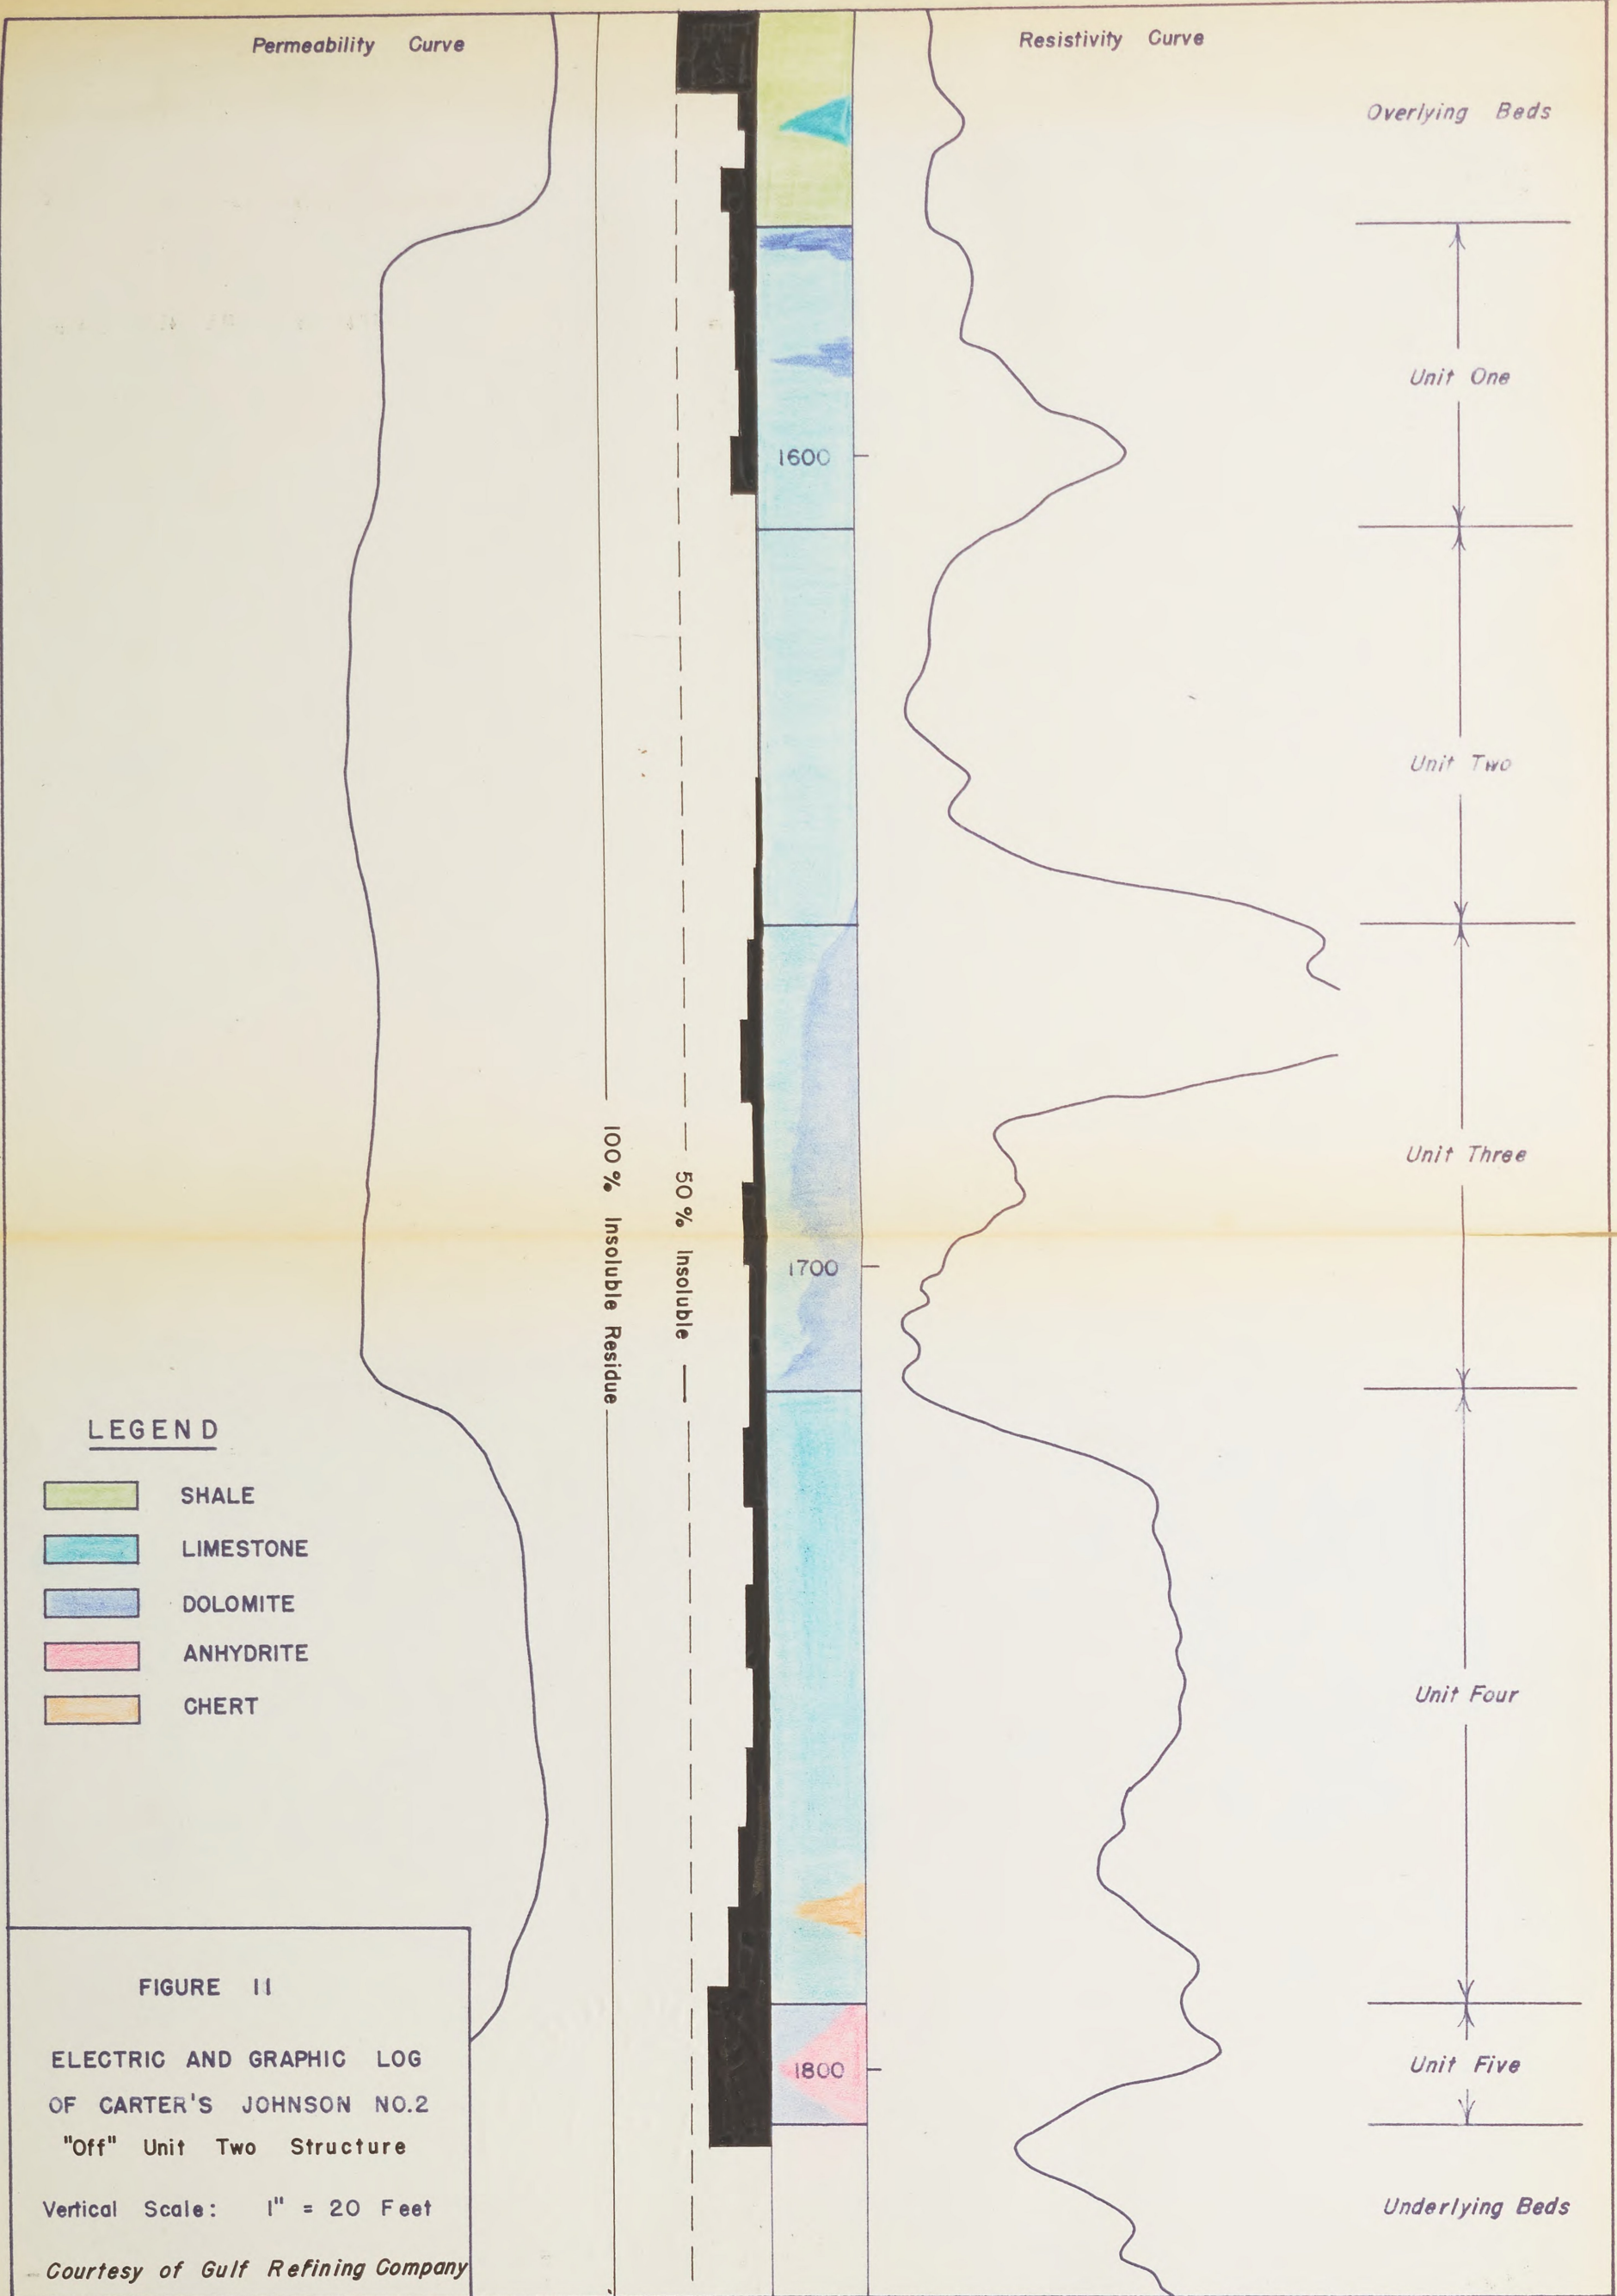 Permeability Curve
Resistivity Curve
Overlying Beds
Unit One
1600
Unit Two
Unit Three
100% Insoluble Residue
50% Insoluble
1700
LEGEND
SHALE
LIMESTONE
DOLOMITE
ANHYDRITE
CHERT
Unit Four
FIGURE 11
ELECTRIC AND GRAPHIC LOG
OF CARTER'S JOHNSON NO.2
"Off" Unit Two Structure
Vertical Scale: 1" = 20 Feet
Courtesy of Gulf Refining Company
1800
Unit Five
Underlying Beds